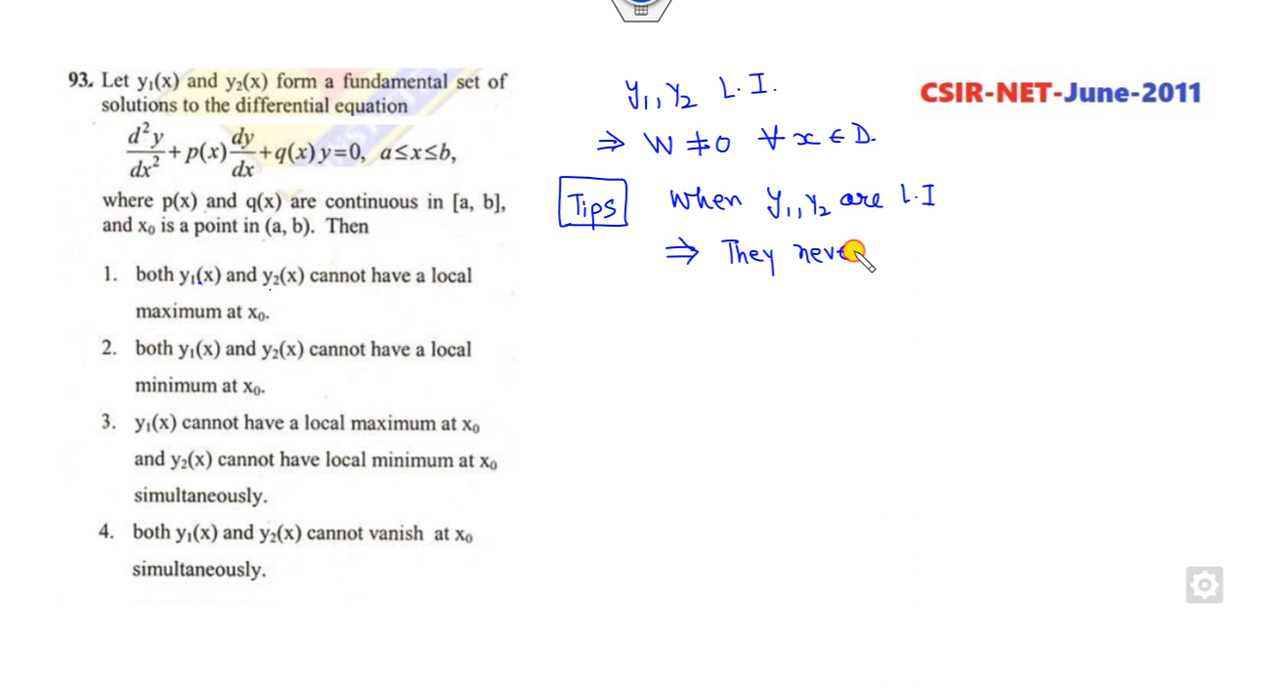 93. Let y₁(x) and y₂(x) form a fundamental set of
solutions to the differential equation
d²y/dx² + p(x) dy/dx + q(x) y=0, a≤x≤b,
where p(x) and q(x) are continuous in [a, b],
and x₀ is a point in (a, b). Then
1. both y₁(x) and y₂(x) cannot have a local
maximum at x₀.
2. both y₁(x) and y₂(x) cannot have a local
minimum at x₀.
3. y₁(x) cannot have a local maximum at x₀
and y₂(x) cannot have local minimum at x₀
simultaneously.
4. both y₁(x) and y₂(x) cannot vanish at x₀
simultaneously.
y₁, y₂ L.I.
⇒ W ≠ 0 ∀ x ∈ D.
Tips When y₁, y₂ are L.I
⇒ They neve
CSIR-NET-June-2011